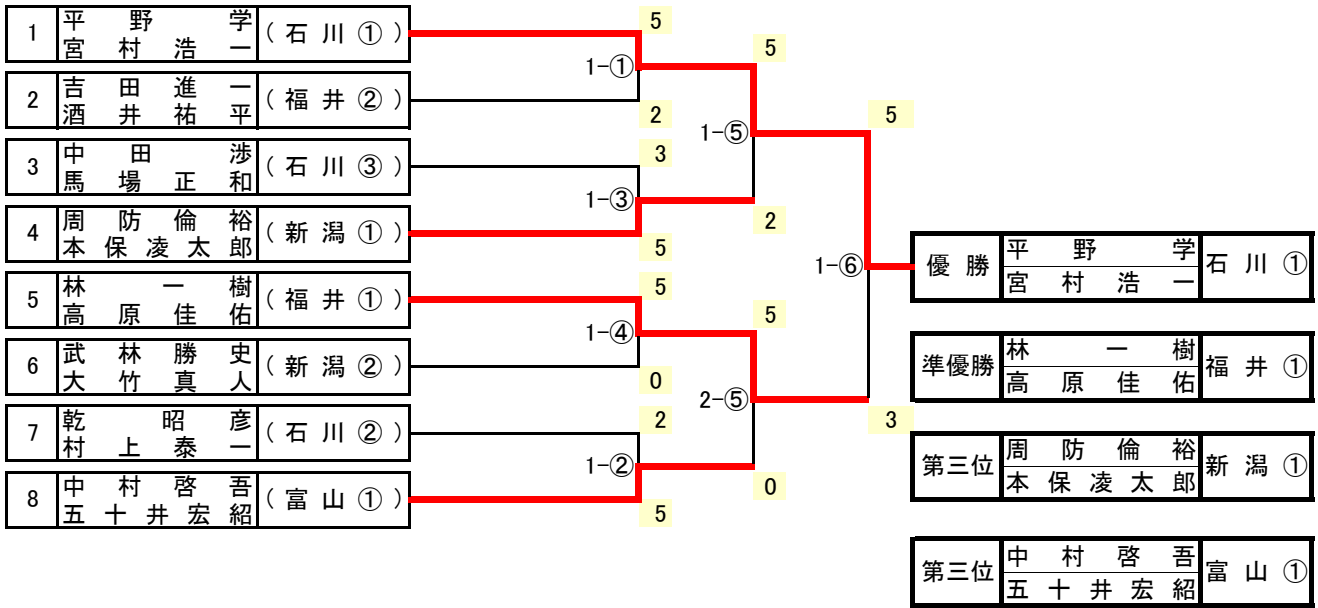 1 平野学 (石川①)
宮村浩一
2 吉田進一 (福井②)
酒井祐平
3 中田渉 (石川③)
馬場正和
4 周防倫裕 (新潟①)
本保凌太郎
5 林一樹 (福井①)
高原佳佑
6 武林勝史 (新潟②)
大竹真人
7 乾昭彦 (石川②)
村上泰一
8 中村啓吾 (富山①)
五十井宏紹
5
1-①
2
3
1-③
5
5
1-④
0
2
1-②
5
5
1-⑤
2
5
2-⑤
0
5
1-⑥
3
優勝 平野学 石川①
宮村浩一
準優勝 林一樹 福井①
高原佳佑
第三位 周防倫裕 新潟①
本保凌太郎
第三位 中村啓吾 富山①
五十井宏紹